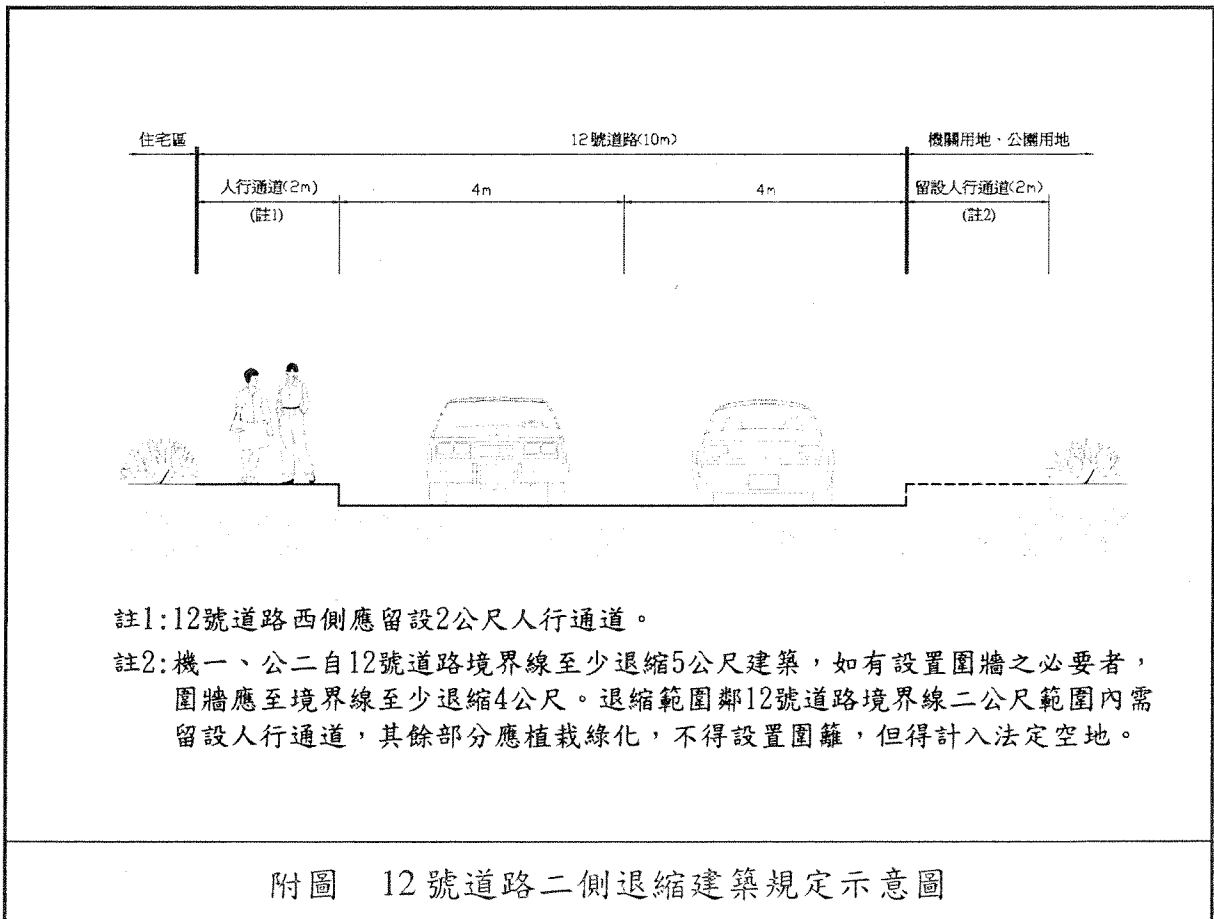 住宅區 12號道路(10m) 機關用地、公園用地
人行通道(2m) 4m 4m 留設人行通道(2m)
(註1) (註2)
註1:12號道路西側應留設2公尺人行通道。
註2:機一、公二自12號道路境界線至少退縮5公尺建築,如有設置圍牆之必要者,
圍牆應至境界線至少退縮4公尺。退縮範圍鄰12號道路境界線二公尺範圍內需
留設人行通道,其餘部分應植栽綠化,不得設置圍籬,但得計入法定空地。
附圖 12號道路二側退縮建築規定示意圖